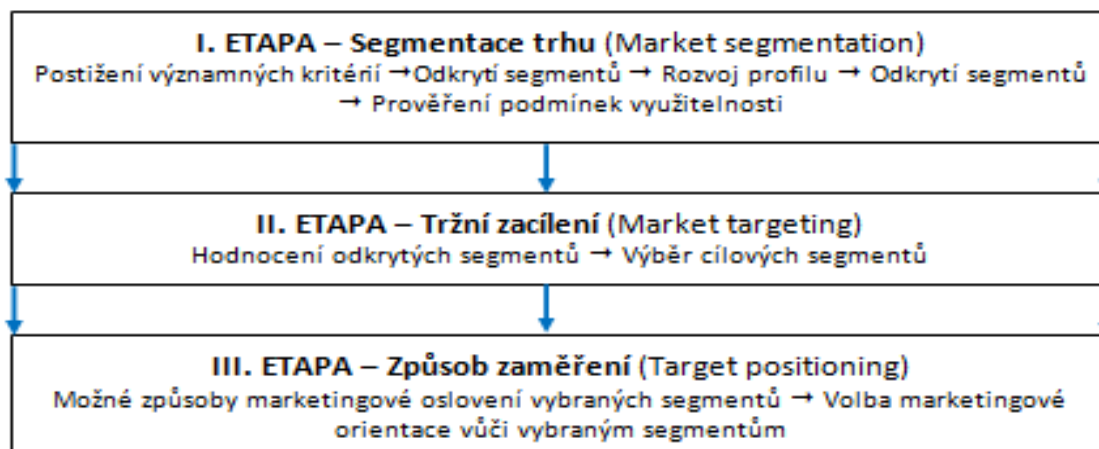 I. ETAPA – Segmentace trhu (Market segmentation)
Postižení významných kritérií →Odkrytí segmentů → Rozvoj profilu → Odkrytí segmentů
→ Prověření podmínek využitelnosti
II. ETAPA – Tržní zacílení (Market targeting)
Hodnocení odkrytých segmentů → Výběr cílových segmentů
III. ETAPA – Způsob zaměření (Target positioning)
Možné způsoby marketingové oslovení vybraných segmentů → Volba marketingové
orientace vůči vybraným segmentům